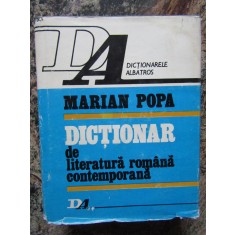 DA
DICȚIONARELE
ALBATROS
MARIAN POPA
DICȚIONAR
de
literatură română
contemporană
DA